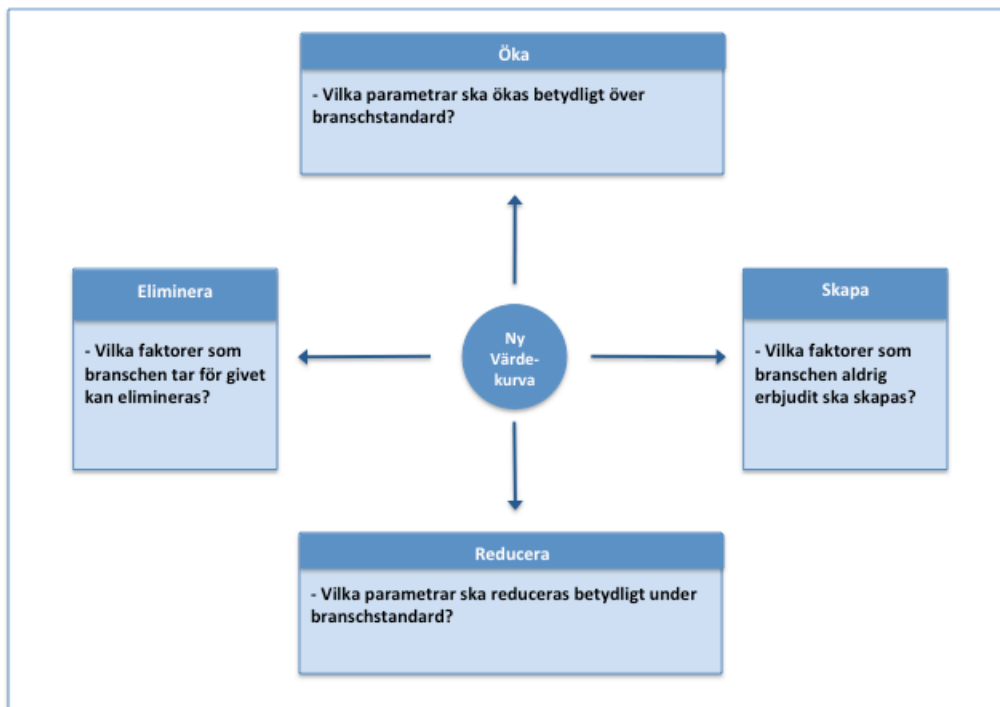 Öka
- Vilka parametrar ska ökas betydligt över
branschstandard?
Eliminera
- Vilka faktorer som
branschen tar för givet
kan elimineras?
Ny
Värde-
kurva
Skapa
- Vilka faktorer som
branschen aldrig
erbjudit ska skapas?
Reducera
- Vilka parametrar ska reduceras betydligt under
branschstandard?